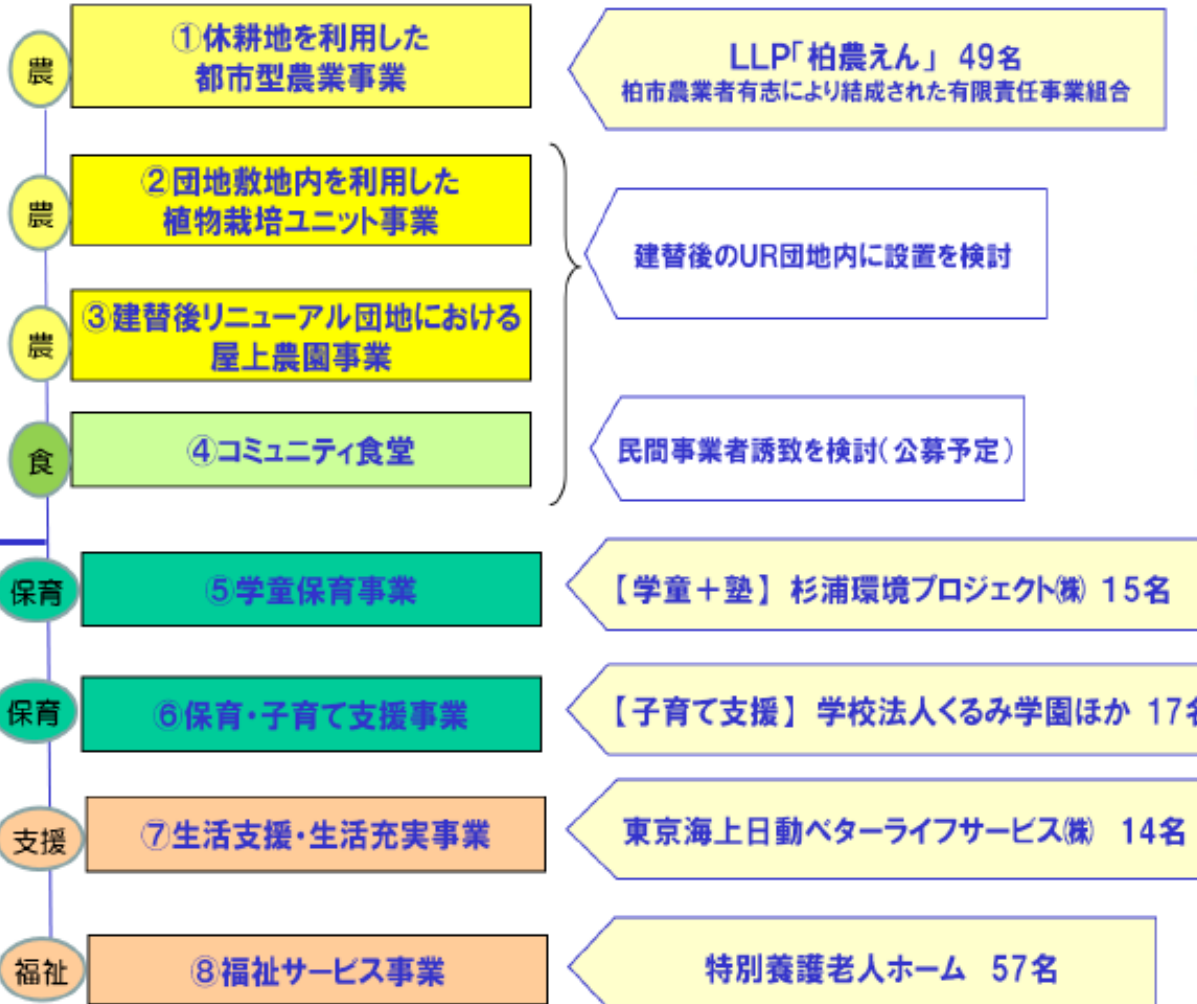 農
①休耕地を利用した
都市型農業事業
LLP「柏農えん」 49名
柏市農業者有志により結成された有限責任事業組合
農
②団地敷地内を利用した
植物栽培ユニット事業
建替後のUR団地内に設置を検討
農
③建替後リニューアル団地における
屋上農園事業
食
④コミュニティ食堂
民間事業者誘致を検討(公募予定)
保育
⑤学童保育事業
【学童+塾】 杉浦環境プロジェクト㈱ 15名
保育
⑥保育・子育て支援事業
【子育て支援】 学校法人くるみ学園ほか 17名
支援
⑦生活支援・生活充実事業
東京海上日動ベターライフサービス㈱ 14名
福祉
⑧福祉サービス事業
特別養護老人ホーム 57名